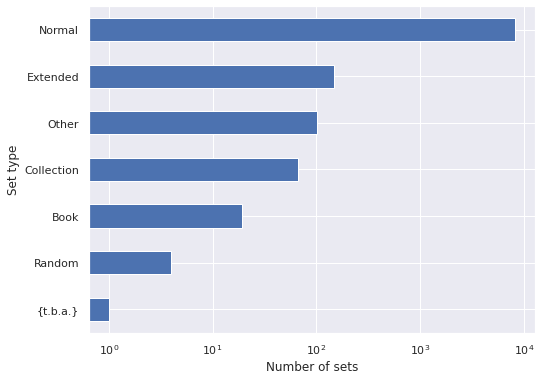 Normal
Extended
Other
Collection
Book
Random
{t.b.a.}
Set type
10⁰ 10¹ 10² 10³ 10⁴
Number of sets